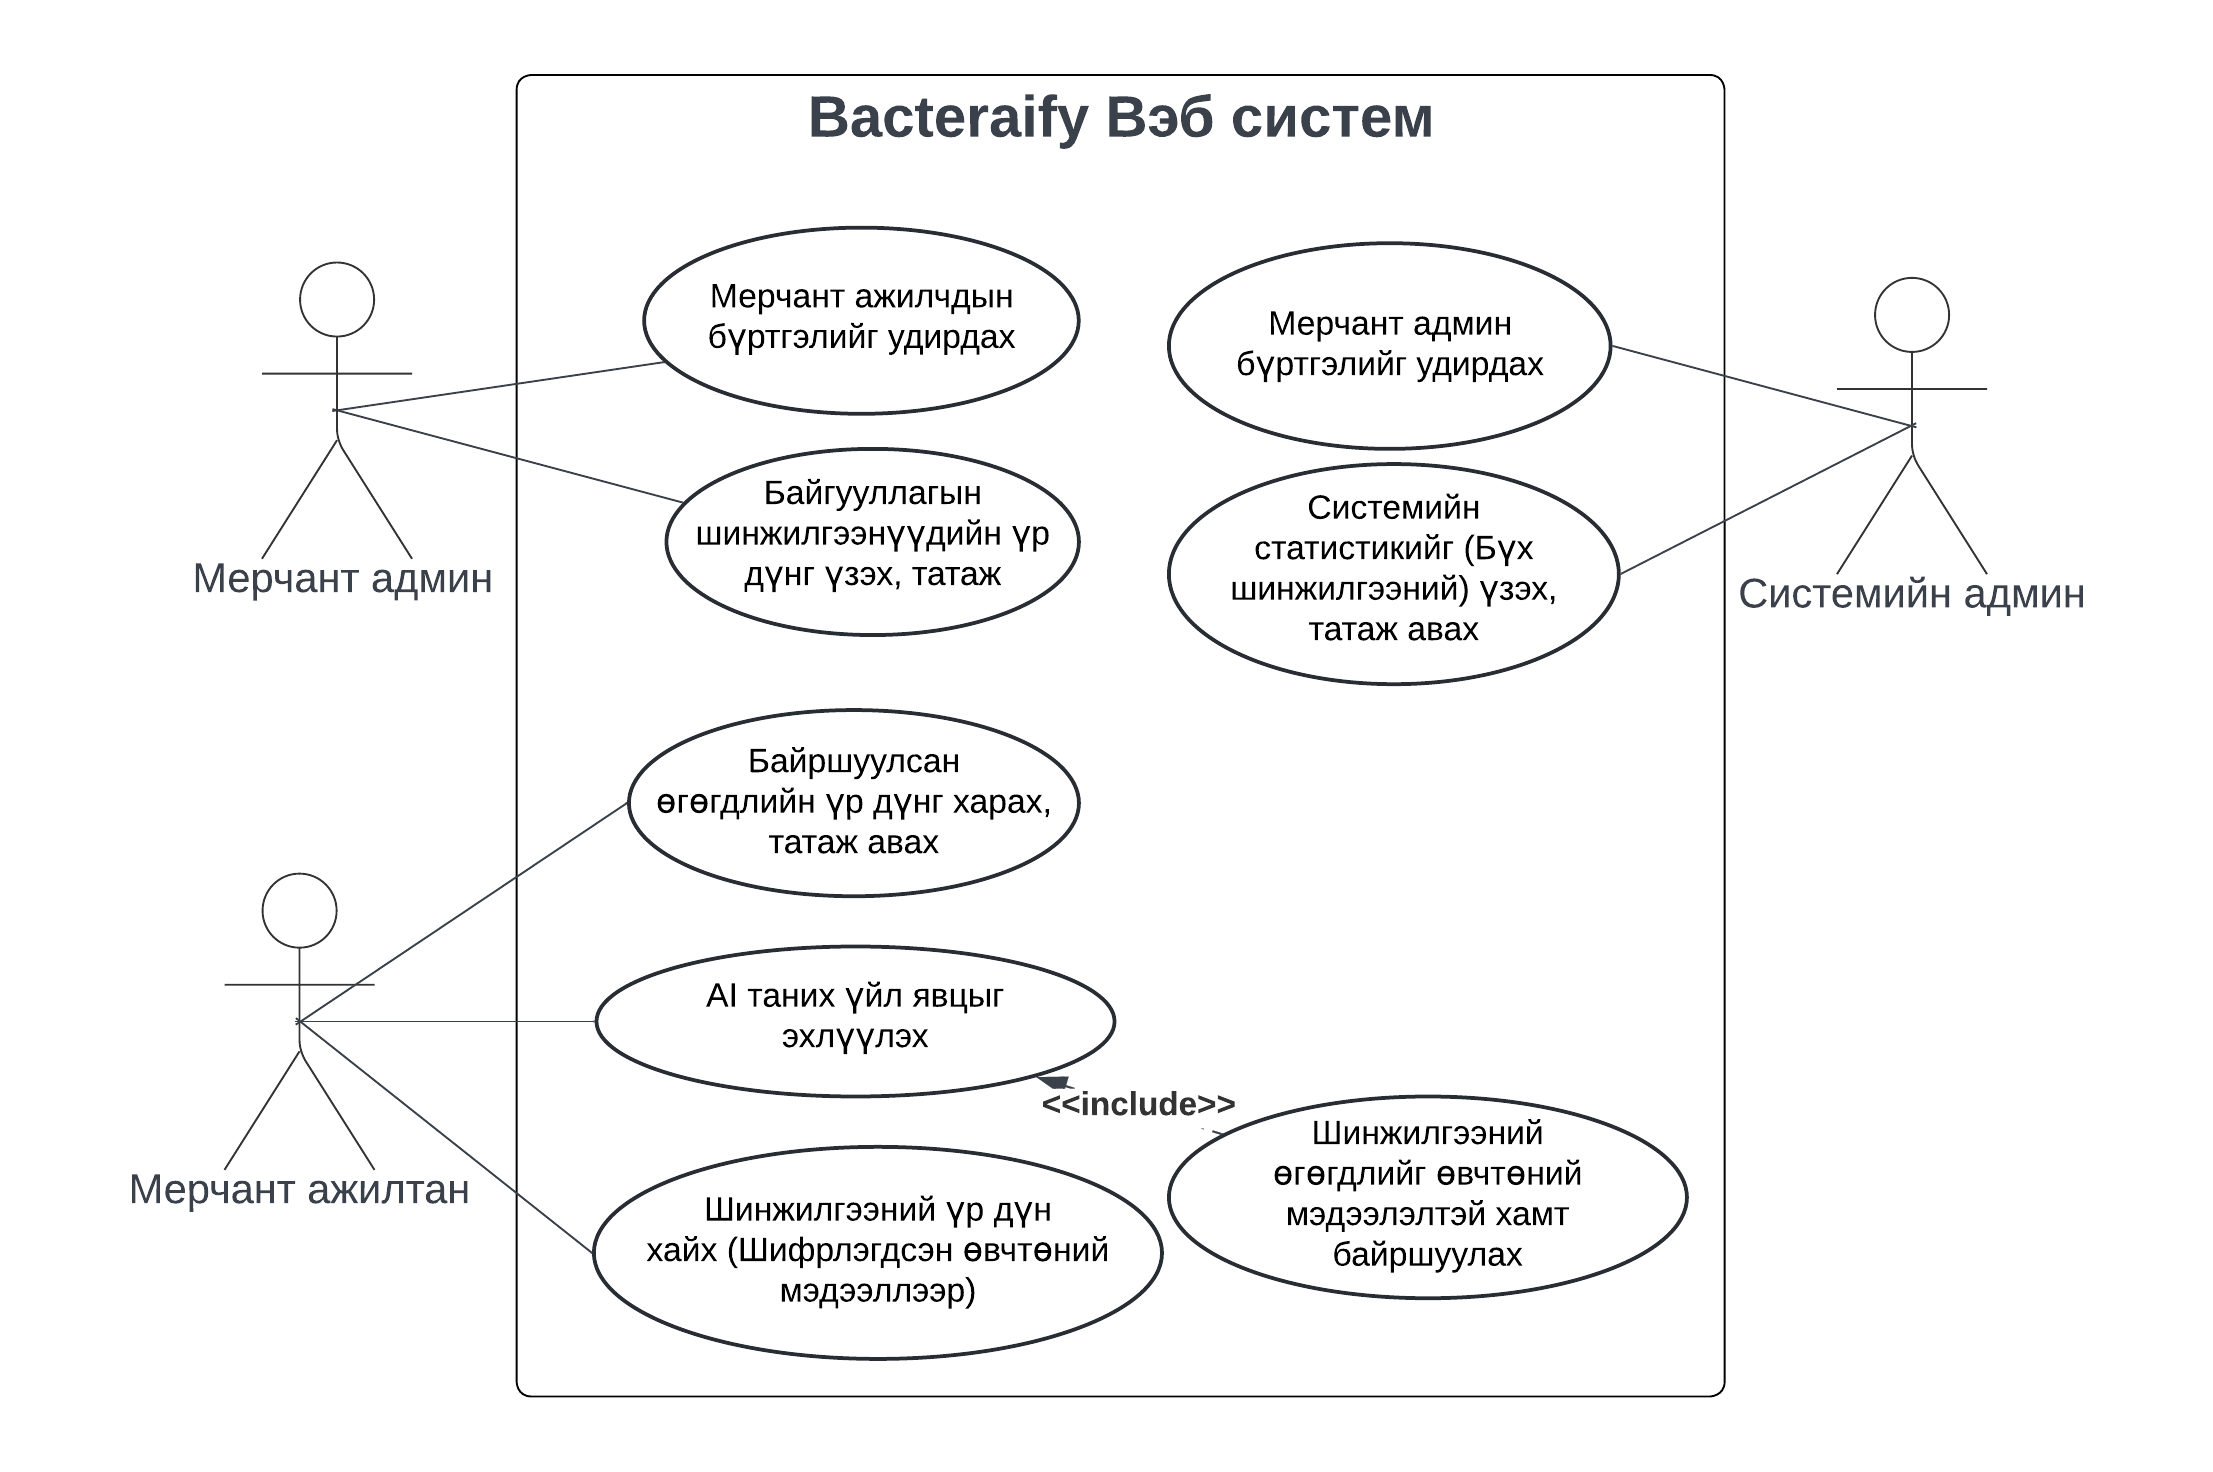 Bacteraify Вэб систем
Мерчант ажилчдын
бүртгэлийг удирдах
Мерчант админ
бүртгэлийг удирдах
Байгууллагын
шинжилгээнүүдийн үр
дүнг үзэх, татаж
Системийн
статистикийг (Бүх
шинжилгээний) үзэх,
татаж авах
Мерчант админ
Системийн админ
Байршуулсан
өгөгдлийн үр дүнг харах,
татаж авах
AI таних үйл явцыг
эхлүүлэх
<<include>>
Шинжилгээний
өгөгдлийг өвчтөний
мэдээлэлтэй хамт
байршуулах
Мерчант ажилтан
Шинжилгээний үр дүн
хайх (Шифрлэгдсэн өвчтөний
мэдээллээр)